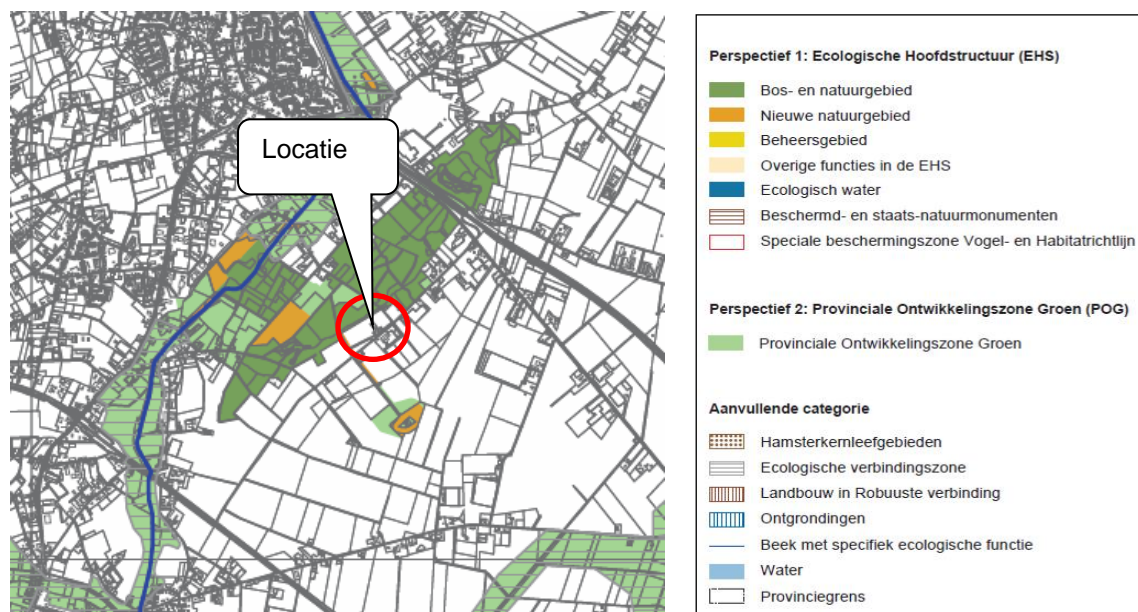 Locatie
Perspectief 1: Ecologische Hoofdstructuur (EHS)
Bos- en natuurgebied
Nieuwe natuurgebied
Beheersgebied
Overige functies in de EHS
Ecologisch water
Beschermd- en staats-natuurmonumenten
Speciale beschermingszone Vogel- en Habitatrichtlijn
Perspectief 2: Provinciale Ontwikkelingszone Groen (POG)
Provinciale Ontwikkelingszone Groen
Aanvullende categorie
Hamsterkernleefgebieden
Ecologische verbindingszone
Landbouw in Robuuste verbinding
Ontgrondingen
Beek met specifiek ecologische functie
Water
Provinciegrens